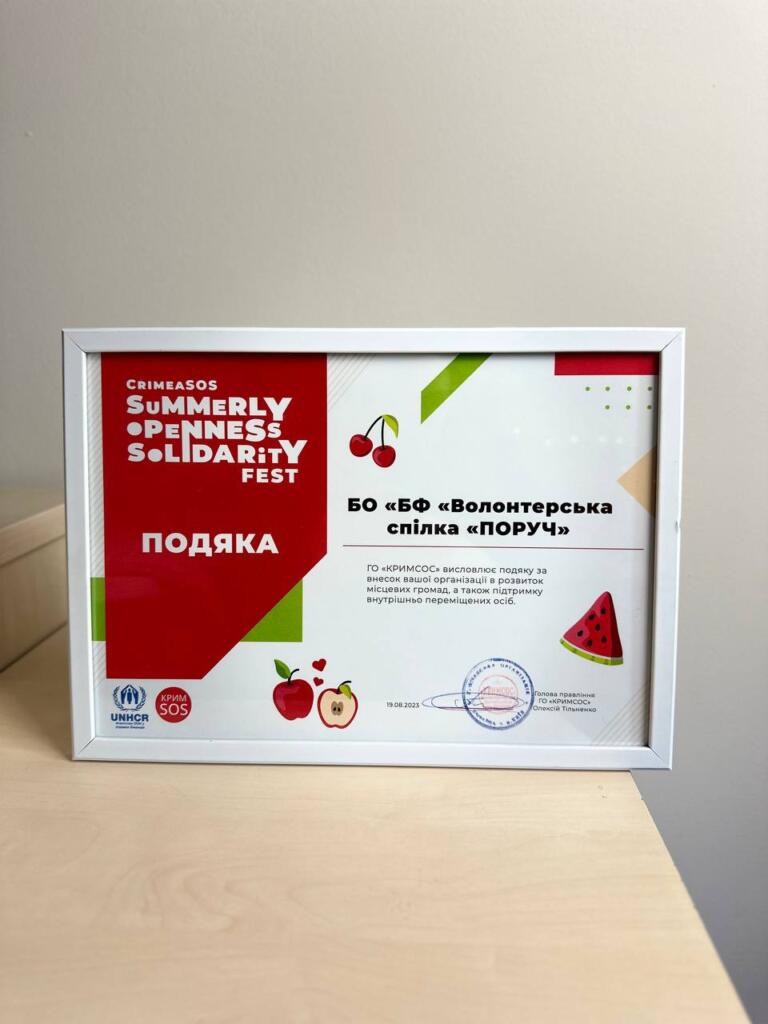 CRIMEASOS
SUMMERLY
OPENNESS
SOLIDARITY
FEST
ПОДЯКА
БО «БФ «Волонтерська
спілка «ПОРУЧ»
ГО «КРИМСОС» висловлює подяку за
внесок вашої організації в розвиток
місцевих громад, а також підтримку
внутрішньо переміщених осіб.
UNHCR
КРИМ
SOS
19.08.2023
Голова правління
ГО «КРИМСОС»
Олексій Тільненко